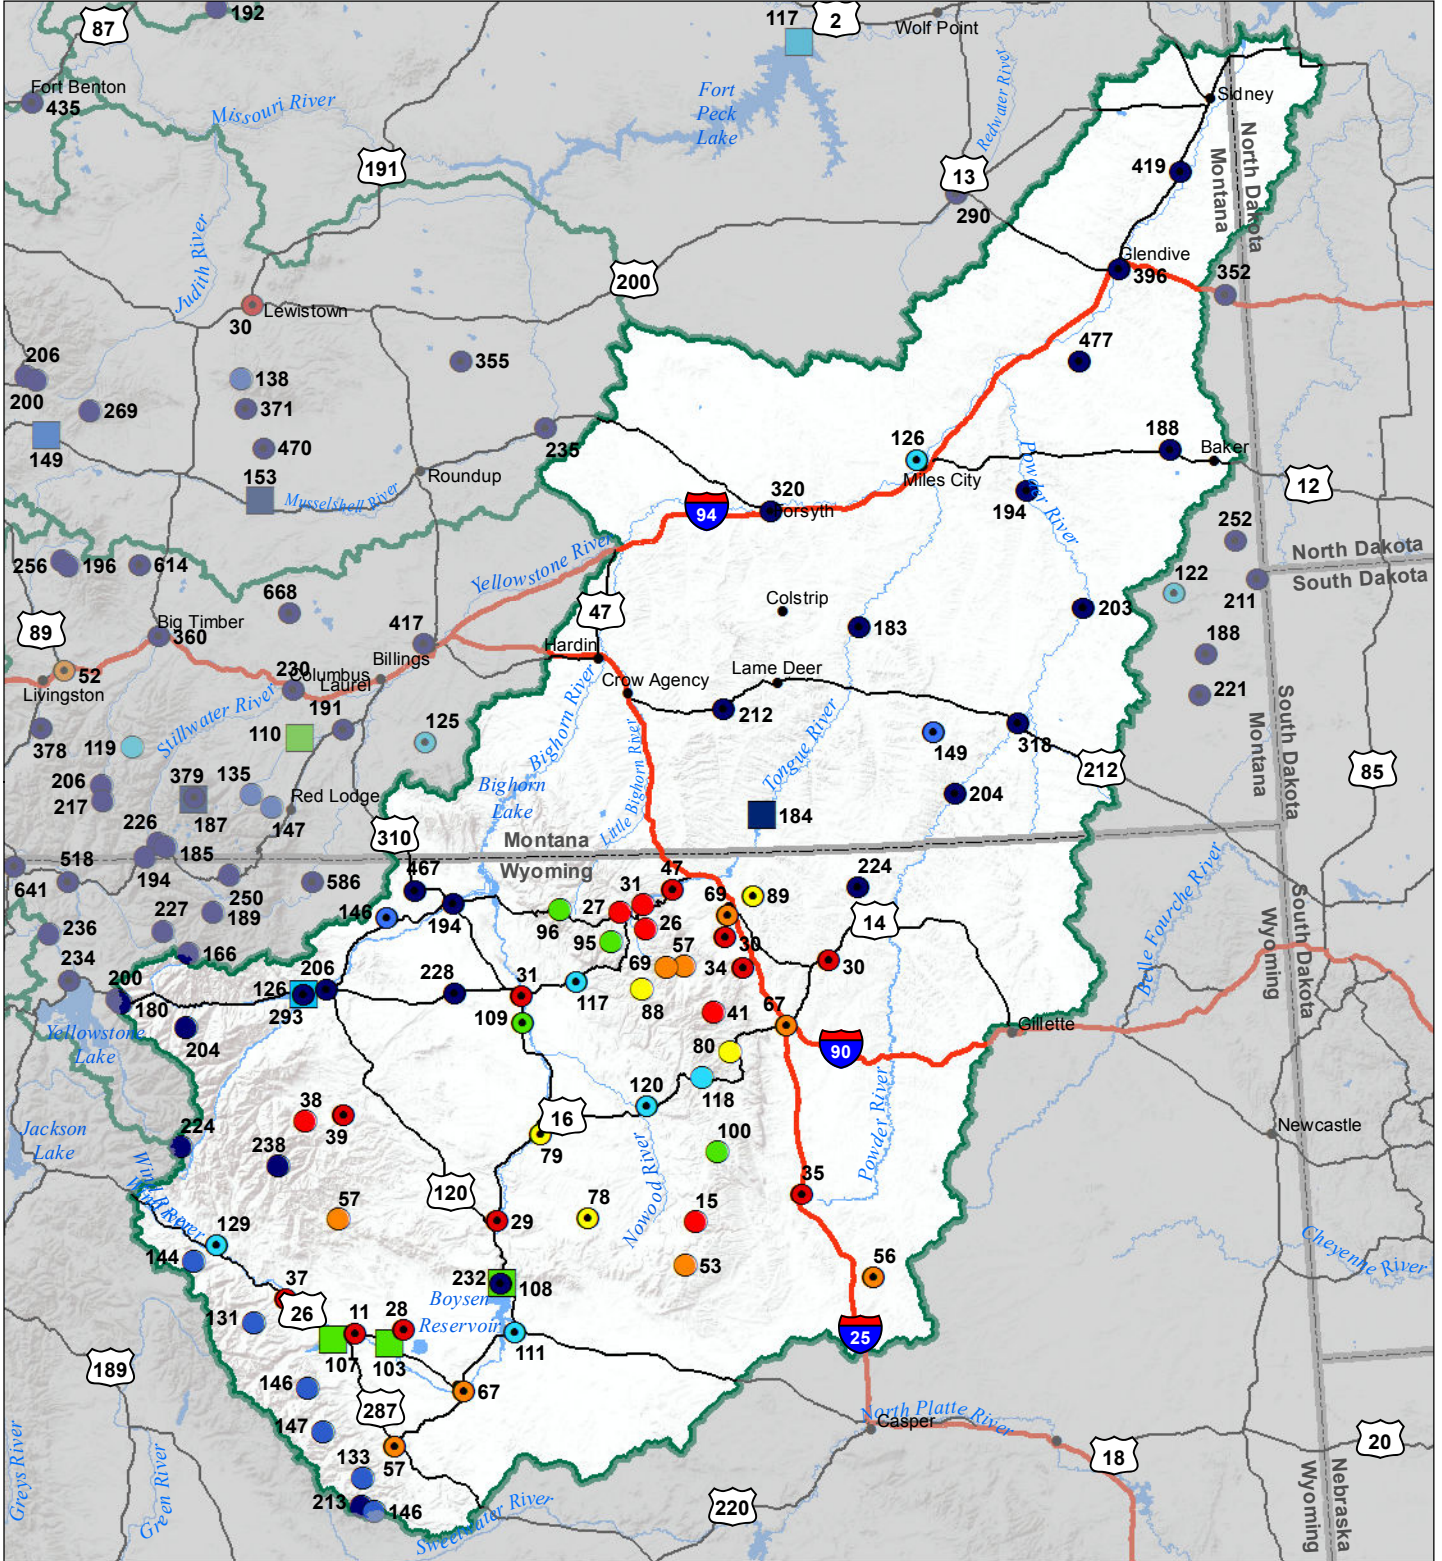 192
87
117
2
Wolf Point
Fort Benton
435
Missouri River
Fort
Peck
Lake
Redwater River
Sidney
191
13
290
419
North Dakota
Montana
Judith River
200
Glendive
396
352
30
Lewistown
206
200
138
371
355
477
269
149
470
235
153
Musselshell River
Roundup
126
Miles City
188
Baker
12
Powder River
194
320
Forsyth
94
252
North Dakota
South Dakota
256
196
614
Yellowstone River
122
211
668
89
Big Timber
360
417
47
Colstrip
183
203
188
52
Livingston
230
Columbus
Laurel
Billings
Hardin
Crow Agency
Lame Deer
221
212
318
149
212
South Dakota
Montana
378
119
Stillwater River
110
191
125
Bighorn River
Little Bighorn River
Tongue River
85
206
217
379
187
135
147
Red Lodge
Bighorn
Lake
184
204
226
185
310
Montana
Wyoming
518
641
194
250
189
586
467
47
224
Belle Fourche River
South Dakota
Wyoming
227
236
166
146
194
96
27
31
26
69
89
14
95
30
234
200
180
126
293
206
228
31
117
69
57
34
30
88
41
67
Yellowstone
Lake
204
109
80
90
Gillette
38
39
120
118
16
79
100
Jackson
Lake
224
238
Newcastle
Wind River
Wind River
120
57
29
78
Nowood River
15
35
Powder River
129
144
53
56
Cheyenne River
37
26
232
108
Boysen
Reservoir
131
11
28
107
103
111
25
189
146
67
287
147
57
133
213
146
North Platte River
Casper
18
20
Greys River
Green River
Sweetwater River
220
Nebraska
Wyoming